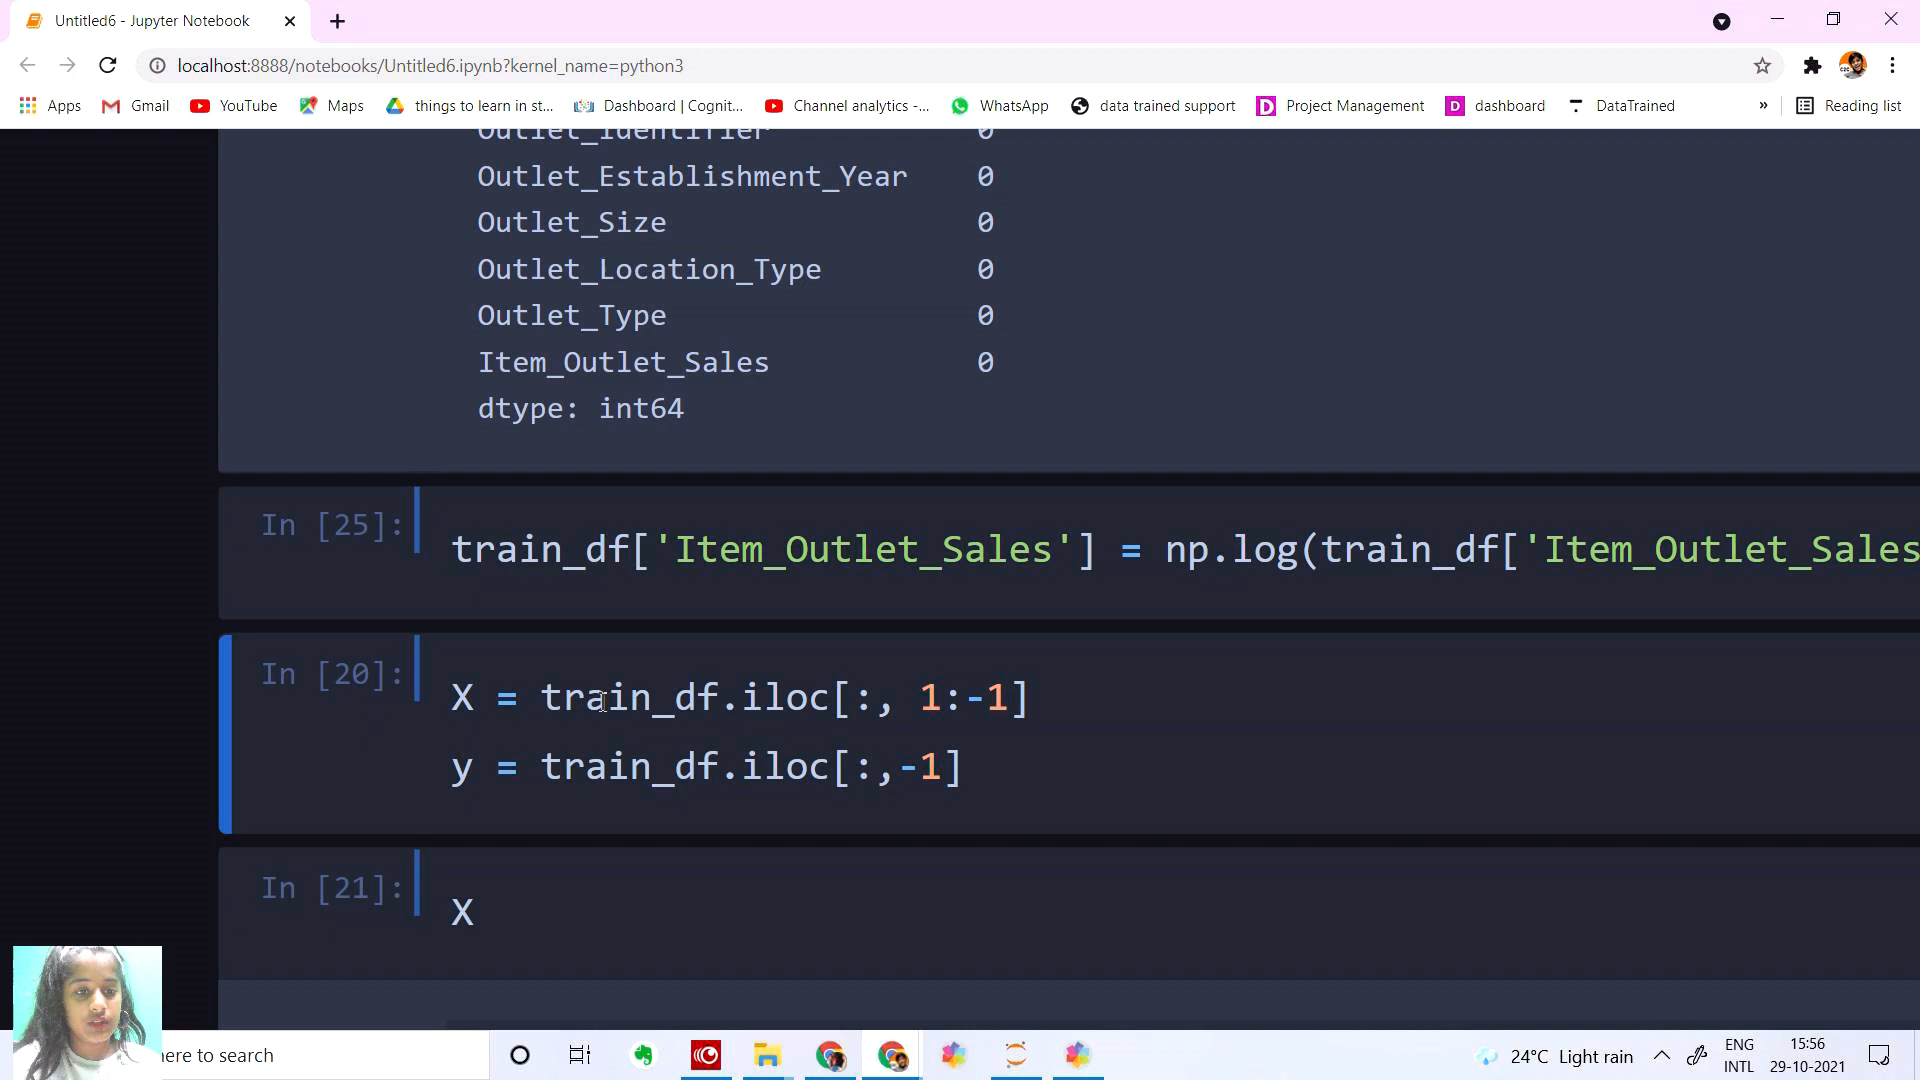 Untitled6 - Jupyter Notebook
localhost:8888/notebooks/Untitled6.ipynb?kernel_name=python3
Apps Gmail YouTube Maps things to learn in st... Dashboard | Cognit... Channel analytics -... WhatsApp data trained support Project Management dashboard DataTrained » Reading list
Outlet_Identifier 0
Outlet_Establishment_Year 0
Outlet_Size 0
Outlet_Location_Type 0
Outlet_Type 0
Item_Outlet_Sales 0
dtype: int64
In [25]:
train_df['Item_Outlet_Sales'] = np.log(train_df['Item_Outlet_Sales
In [20]:
X = train_df.iloc[:, 1:-1]
y = train_df.iloc[:,-1]
In [21]:
X
here to search
24°C Light rain
ENG
INTL
15:56
29-10-2021